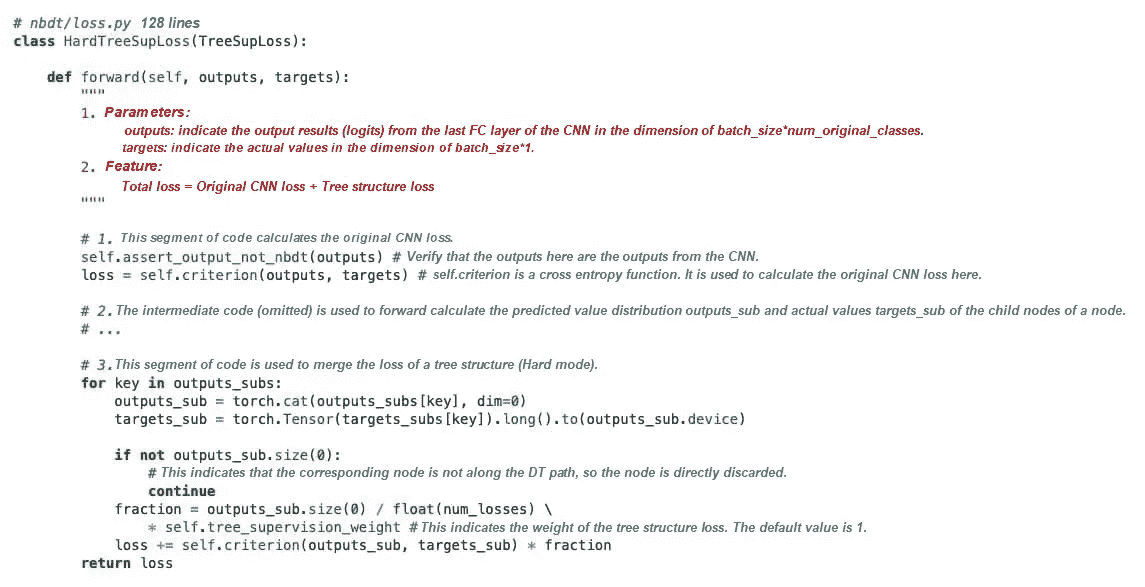 # nbdt/loss.py 128 lines
class HardTreeSupLoss(TreeSupLoss):
def forward(self, outputs, targets):
"""
1. Parameters:
outputs: indicate the output results (logits) from the last FC layer of the CNN in the dimension of batch_size*num_original_classes.
targets: indicate the actual values in the dimension of batch_size*1.
2. Feature:
Total loss = Original CNN loss + Tree structure loss
"""
# 1. This segment of code calculates the original CNN loss.
self.assert_output_not_nbdt(outputs) # Verify that the outputs here are the outputs from the CNN.
loss = self.criterion(outputs, targets) # self.criterion is a cross entropy function. It is used to calculate the original CNN loss here.
# 2. The intermediate code (omitted) is used to forward calculate the predicted value distribution outputs_sub and actual values targets_sub of the child nodes of a node.
# ...
# 3. This segment of code is used to merge the loss of a tree structure (Hard mode).
for key in outputs_subs:
outputs_sub = torch.cat(outputs_subs[key], dim=0)
targets_sub = torch.Tensor(targets_subs[key]).long().to(outputs_sub.device)
if not outputs_sub.size(0):
# This indicates that the corresponding node is not along the DT path, so the node is directly discarded.
continue
fraction = outputs_sub.size(0) / float(num_losses) \
* self.tree_supervision_weight # This indicates the weight of the tree structure loss. The default value is 1.
loss += self.criterion(outputs_sub, targets_sub) * fraction
return loss